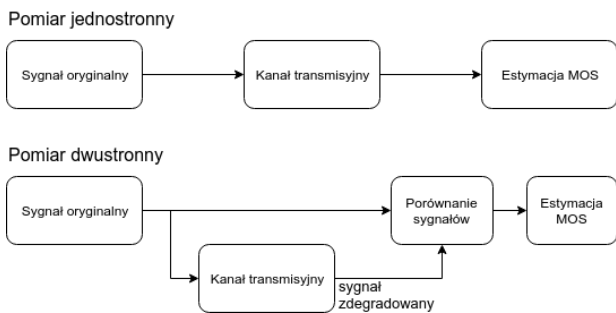 Pomiar jednostronny
Sygnał oryginalny
Kanał transmisyjny
Estymacja MOS
Pomiar dwustronny
Sygnał oryginalny
Porównanie
sygnałów
Estymacja
MOS
Kanał transmisyjny
sygnał
zdegradowany